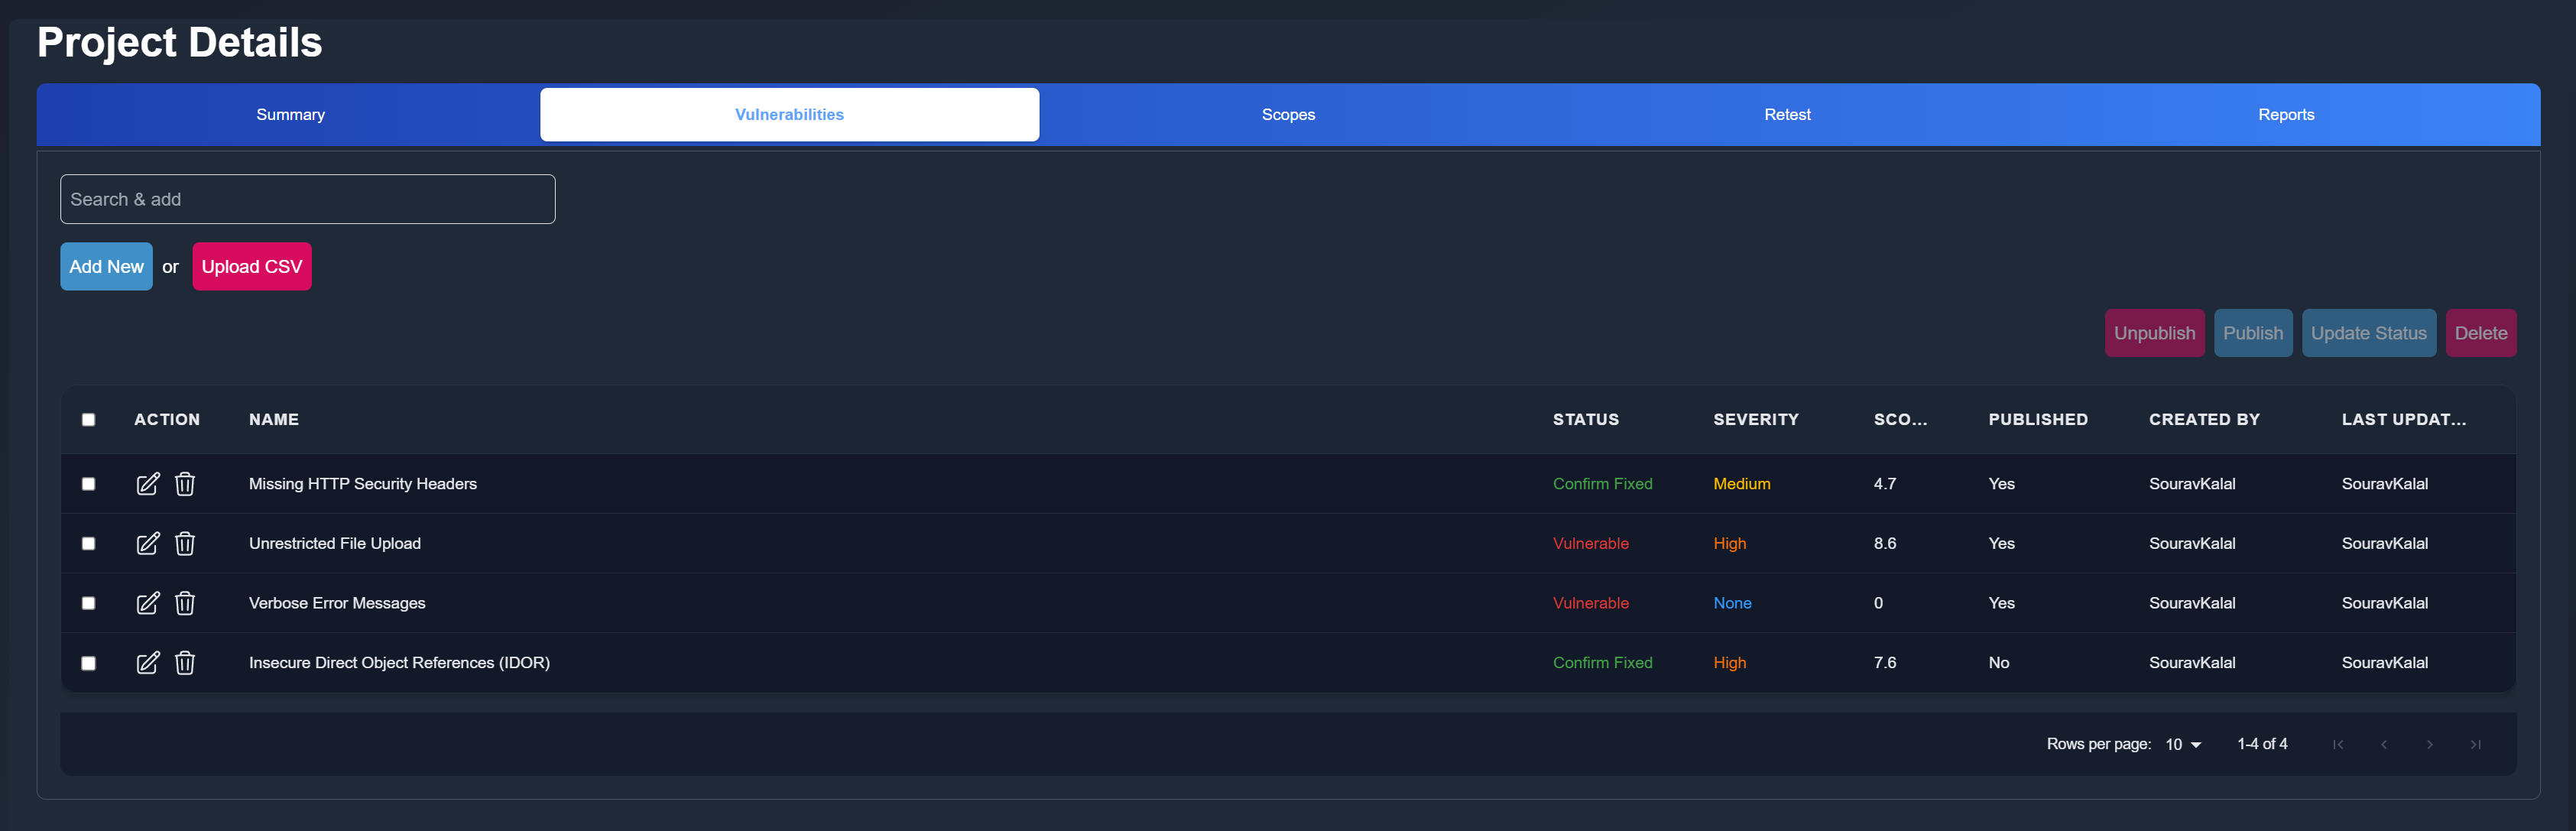 Project Details
Summary Vulnerabilities Scopes Retest Reports
Search & add
Add New or Upload CSV
Unpublish Publish Update Status Delete
ACTION NAME STATUS SEVERITY SCO... PUBLISHED CREATED BY LAST UPDAT...
Missing HTTP Security Headers Confirm Fixed Medium 4.7 Yes SouravKalal SouravKalal
Unrestricted File Upload Vulnerable High 8.6 Yes SouravKalal SouravKalal
Verbose Error Messages Vulnerable None 0 Yes SouravKalal SouravKalal
Insecure Direct Object References (IDOR) Confirm Fixed High 7.6 No SouravKalal SouravKalal
Rows per page: 10 1-4 of 4